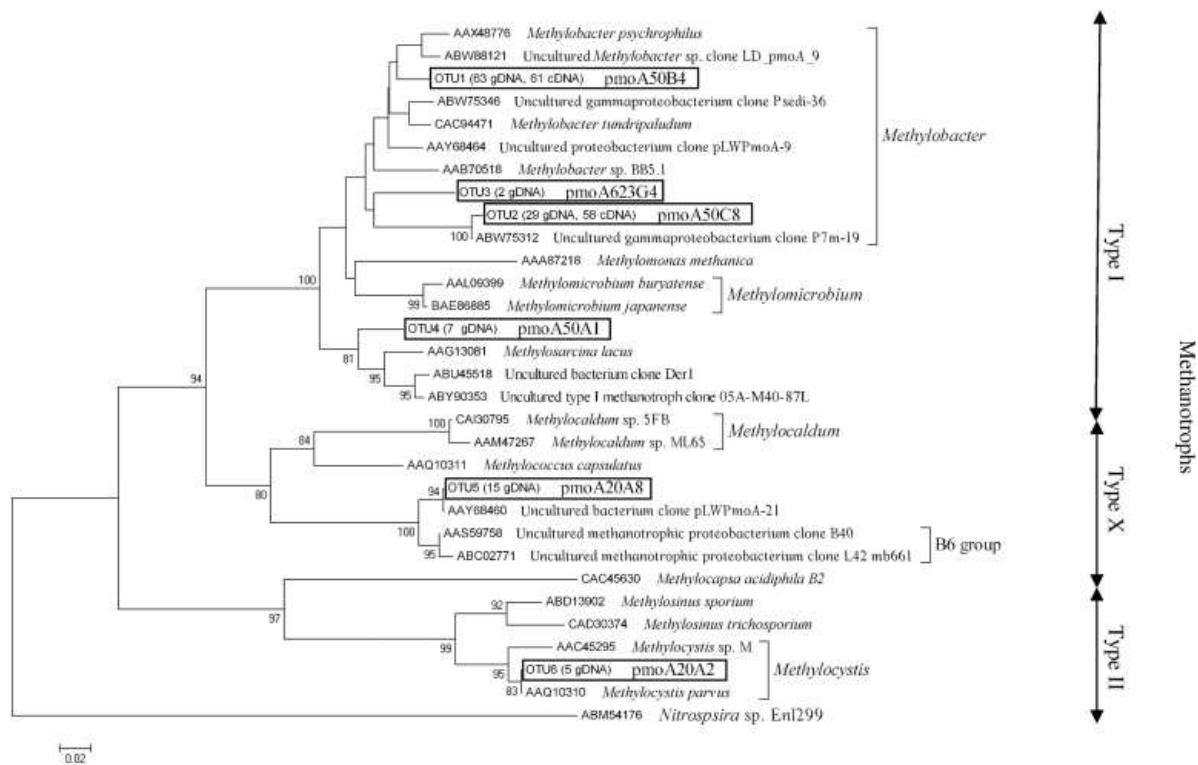 AAX48776 Methylobacter psychrophilus
ABW88121 Uncultured Methylobacter sp. clone LD_pmoA_9
OTU1 (63 gDNA, 61 cDNA) pmoA50B4
ABW75346 Uncultured gammaproteobacterium clone Psedi-36
CAC94471 Methylobacter tundripaludum
AAY68464 Uncultured proteobacterium clone pLWPmoA-9
AAB70518 Methylobacter sp. BB5.1
OTU3 (2 gDNA) pmoA623G4
OTU2 (29 gDNA, 58 cDNA) pmoA50C8
100 ABW75312 Uncultured gammaproteobacterium clone P7m-19
Methylobacter
AAA87218 Methylomonas methanica
100
AAL09399 Methylomicrobium buryatense
99 BAE86885 Methylomicrobium japanense
Methylomicrobium
OTU4 (7 gDNA) pmoA50A1
81
AAG13081 Methylosarcina lacus
95
ABU45518 Uncultured bacterium clone Der1
95 ABY90353 Uncultured type I methanotroph clone 05A-M40-87L
Type I
94
100 CAI30795 Methylocaldum sp. 5FB
AAM47267 Methylocaldum sp. ML65
Methylocaldum
84
AAQ10311 Methylococcus capsulatus
80
94 OTU5 (15 gDNA) pmoA20A8
AAY68460 Uncultured bacterium clone pLWPmoA-21
100
AAS59758 Uncultured methanotrophic proteobacterium clone B40
95 ABC02771 Uncultured methanotrophic proteobacterium clone L42 mb661
B6 group
Type X
CAC45630 Methylocapsa acidiphila B2
97
92 ABD13902 Methylosinus sporium
CAD30374 Methylosinus trichosporium
99
AAC45295 Methylocystis sp. M
95 OTU6 (5 gDNA) pmoA20A2
83 AAQ10310 Methylocystis parvus
Methylocystis
Type II
Methanotrophs
ABM54176 Nitrospsira sp. Enl299
0.02